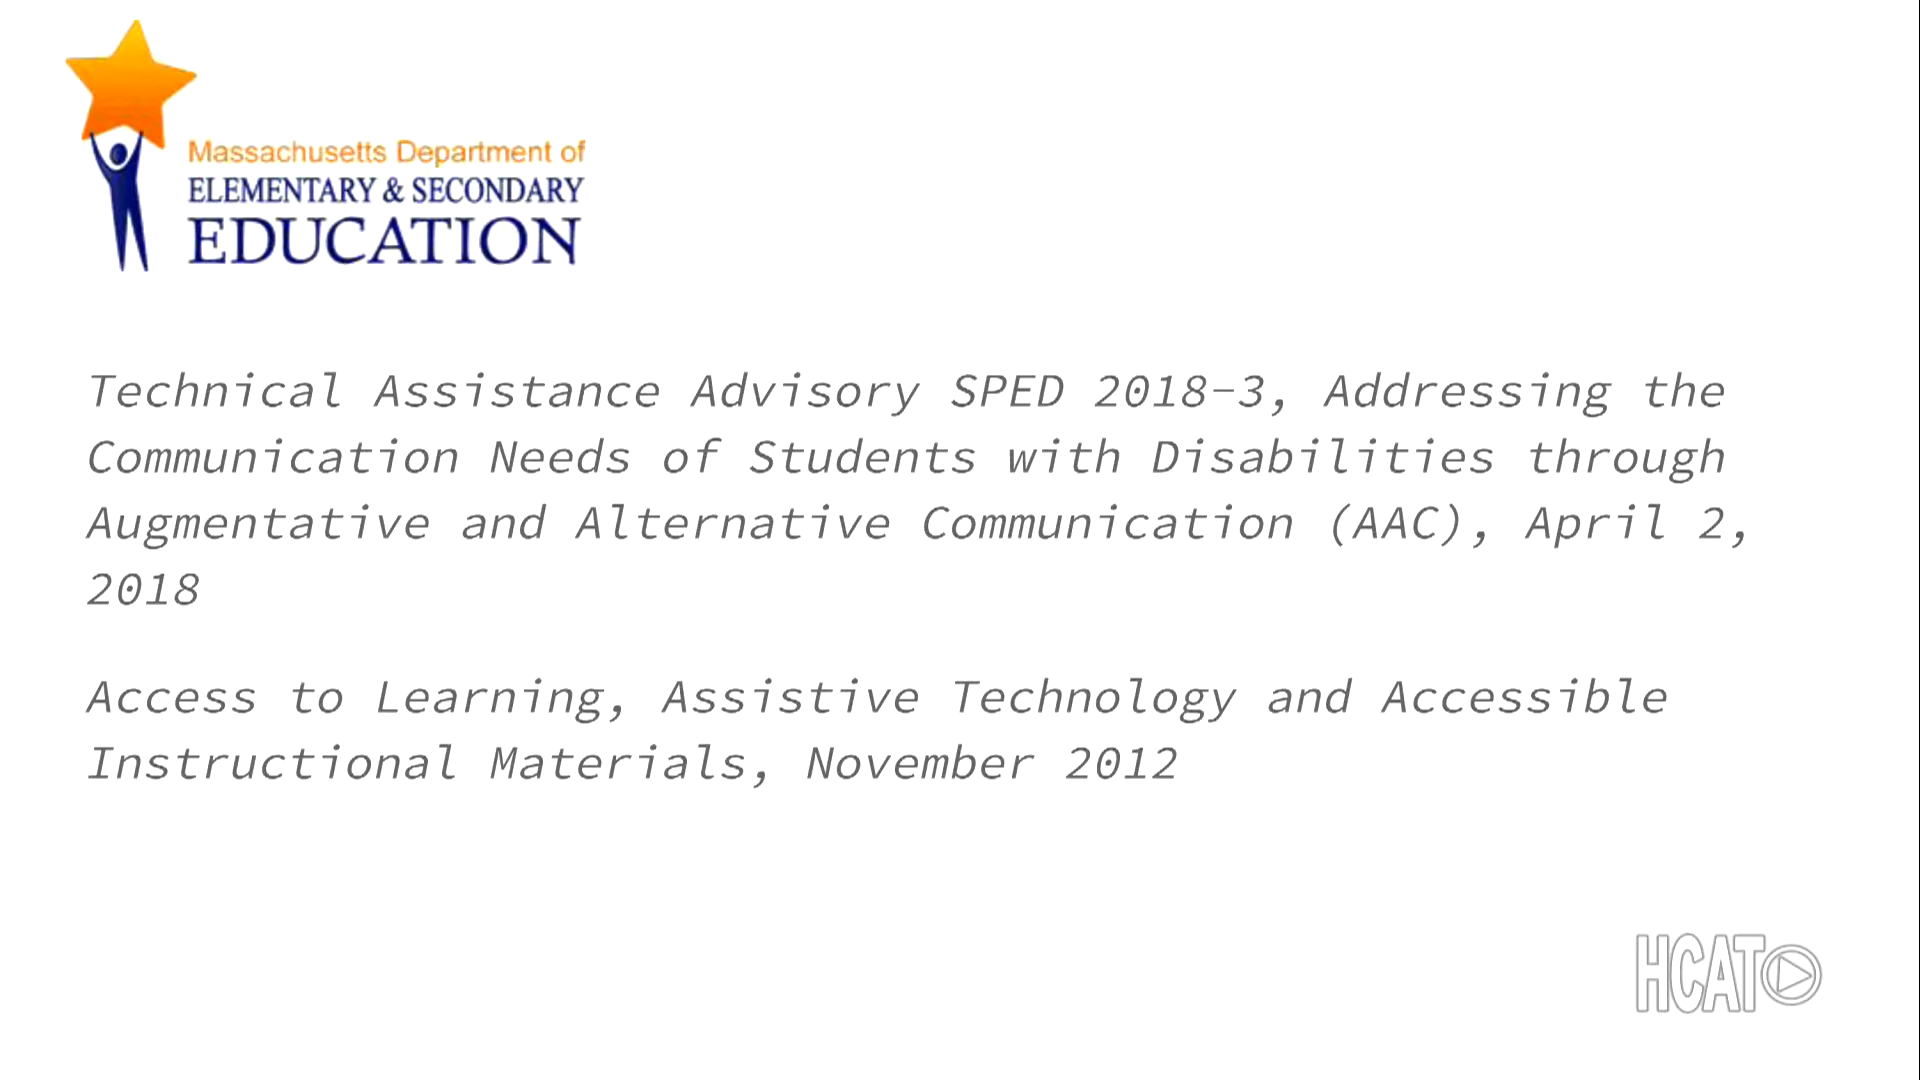 Massachusetts Department of
ELEMENTARY & SECONDARY
EDUCATION
Technical Assistance Advisory SPED 2018-3, Addressing the
Communication Needs of Students with Disabilities through
Augmentative and Alternative Communication (AAC), April 2,
2018
Access to Learning, Assistive Technology and Accessible
Instructional Materials, November 2012
HCAT